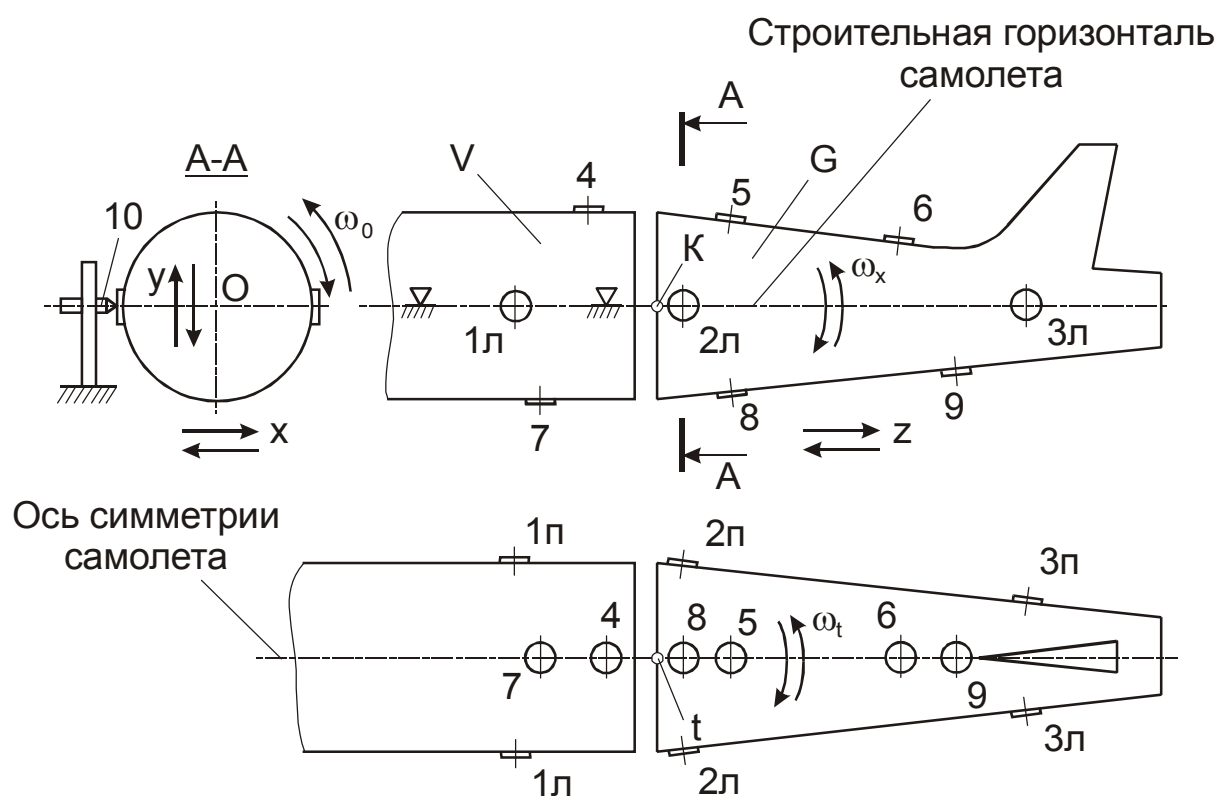 Строительная горизонталь
самолета
А
А-А
V
4
5
G
6
10
ω₀
К
y
О
ωx
1л
2л
3л
7
8
9
x
z
А
Ось симметрии
самолета
1п
2п
3п
4
8
5
ωt
6
7
9
t
1л
2л
3л